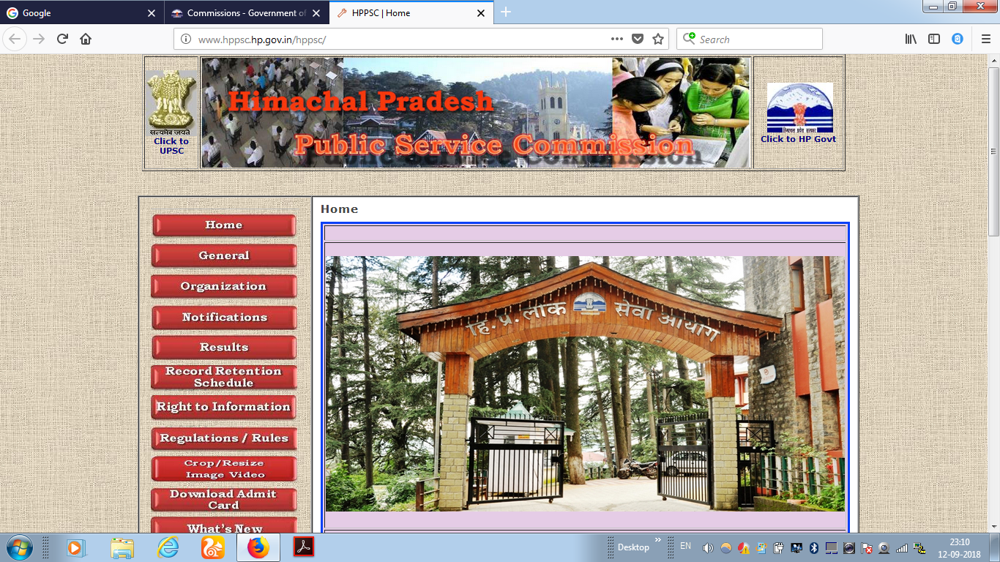 Google
Commissions - Government of
HPPSC | Home
www.hppsc.hp.gov.in/hppsc/
Search
सत्यमेव जयते
Click to
UPSC
Himachal Pradesh
Public Service Commission
हिमाचल प्रदेश सरकार
Click to HP Govt
Home
General
Organization
Notifications
Results
Record Retention
Schedule
Right to Information
Regulations / Rules
Crop/Resize
Image Video
Download Admit
Card
What's New
Home
हि.प्र.लोक सेवा आयोग
Desktop
EN
23:10
12-09-2018